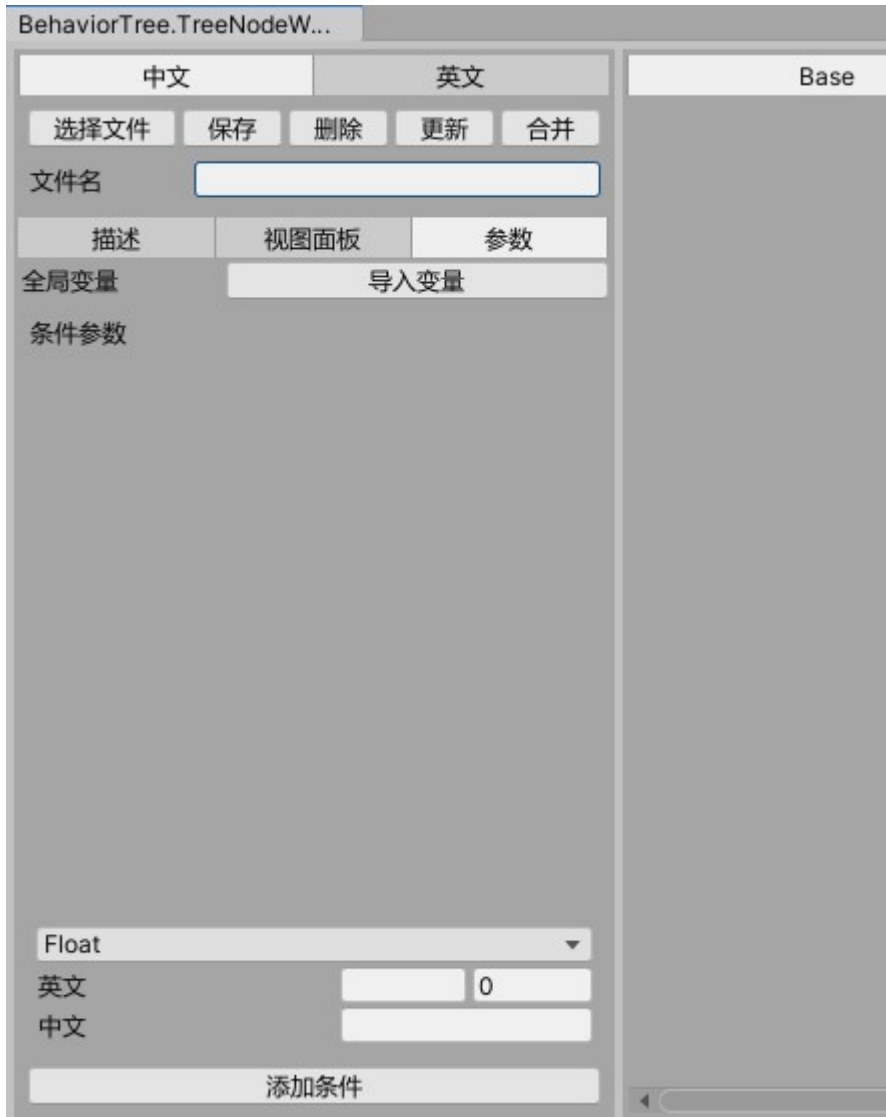 BehaviorTree.TreeNodeW...
中文 英文 Base
选择文件 保存 删除 更新 合并
文件名
描述 视图面板 参数
全局变量 导入变量
条件参数
Float
英文 0
中文
添加条件